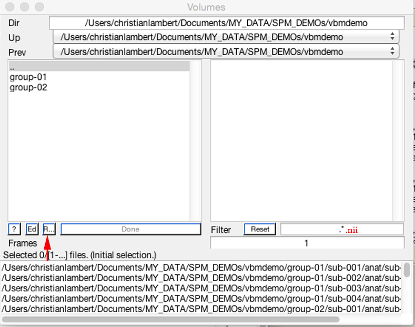 Volumes
Dir /Users/christianlambert/Documents/MY_DATA/SPM_DEMOs/vbmdemo
Up /Users/christianlambert/Documents/MY_DATA/SPM_DEMOs/vbmdemo
Prev /Users/christianlambert/Documents/MY_DATA/SPM_DEMOs/vbmdemo
..
group-01
group-02
? Ed R... Done Filter Reset .*.nii
Frames 1
Selected 0/[1-...] files. (Initial selection.)
/Users/christianlambert/Documents/MY_DATA/SPM_DEMOs/vbmdemo/group-01/sub-001/anat/sub-
/Users/christianlambert/Documents/MY_DATA/SPM_DEMOs/vbmdemo/group-01/sub-002/anat/sub-
/Users/christianlambert/Documents/MY_DATA/SPM_DEMOs/vbmdemo/group-01/sub-003/anat/sub-
/Users/christianlambert/Documents/MY_DATA/SPM_DEMOs/vbmdemo/group-01/sub-004/anat/sub-
/Users/christianlambert/Documents/MY_DATA/SPM_DEMOs/vbmdemo/group-02/sub-001/anat/sub-